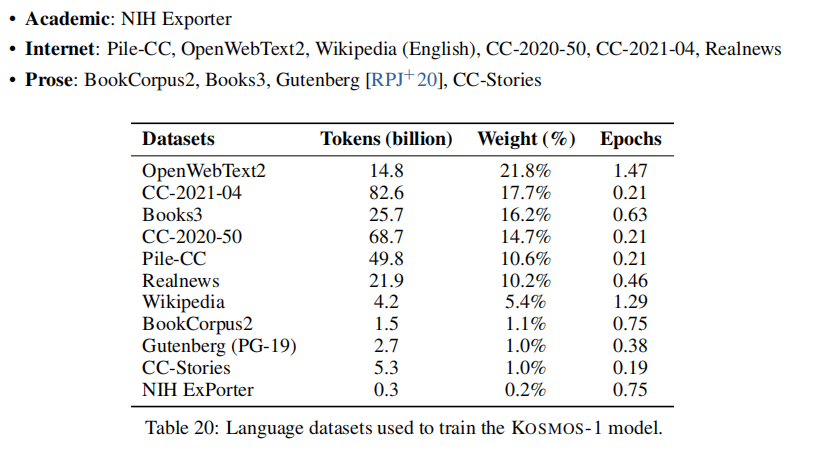 • Academic: NIH Exporter
• Internet: Pile-CC, OpenWebText2, Wikipedia (English), CC-2020-50, CC-2021-04, Realnews
• Prose: BookCorpus2, Books3, Gutenberg [RPJ+20], CC-Stories
Datasets Tokens (billion) Weight (%) Epochs
OpenWebText2 14.8 21.8% 1.47
CC-2021-04 82.6 17.7% 0.21
Books3 25.7 16.2% 0.63
CC-2020-50 68.7 14.7% 0.21
Pile-CC 49.8 10.6% 0.21
Realnews 21.9 10.2% 0.46
Wikipedia 4.2 5.4% 1.29
BookCorpus2 1.5 1.1% 0.75
Gutenberg (PG-19) 2.7 1.0% 0.38
CC-Stories 5.3 1.0% 0.19
NIH ExPorter 0.3 0.2% 0.75
Table 20: Language datasets used to train the KOSMOS-1 model.